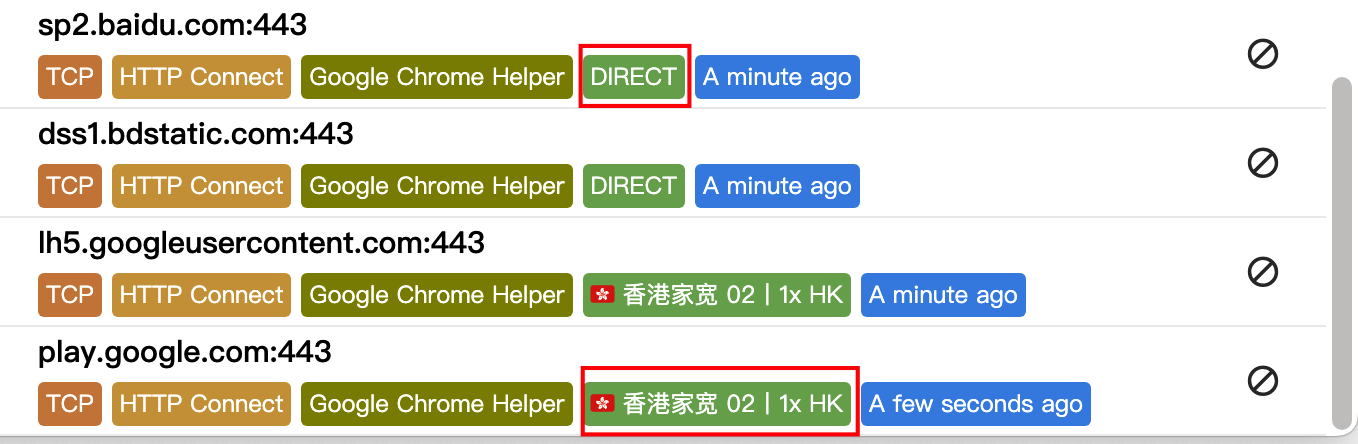 sp2.baidu.com:443
TCP HTTP Connect Google Chrome Helper DIRECT A minute ago
dss1.bdstatic.com:443
TCP HTTP Connect Google Chrome Helper DIRECT A minute ago
lh5.googleusercontent.com:443
TCP HTTP Connect Google Chrome Helper 🇭🇰 香港家宽 02 | 1x HK A minute ago
play.google.com:443
TCP HTTP Connect Google Chrome Helper 🇭🇰 香港家宽 02 | 1x HK A few seconds ago